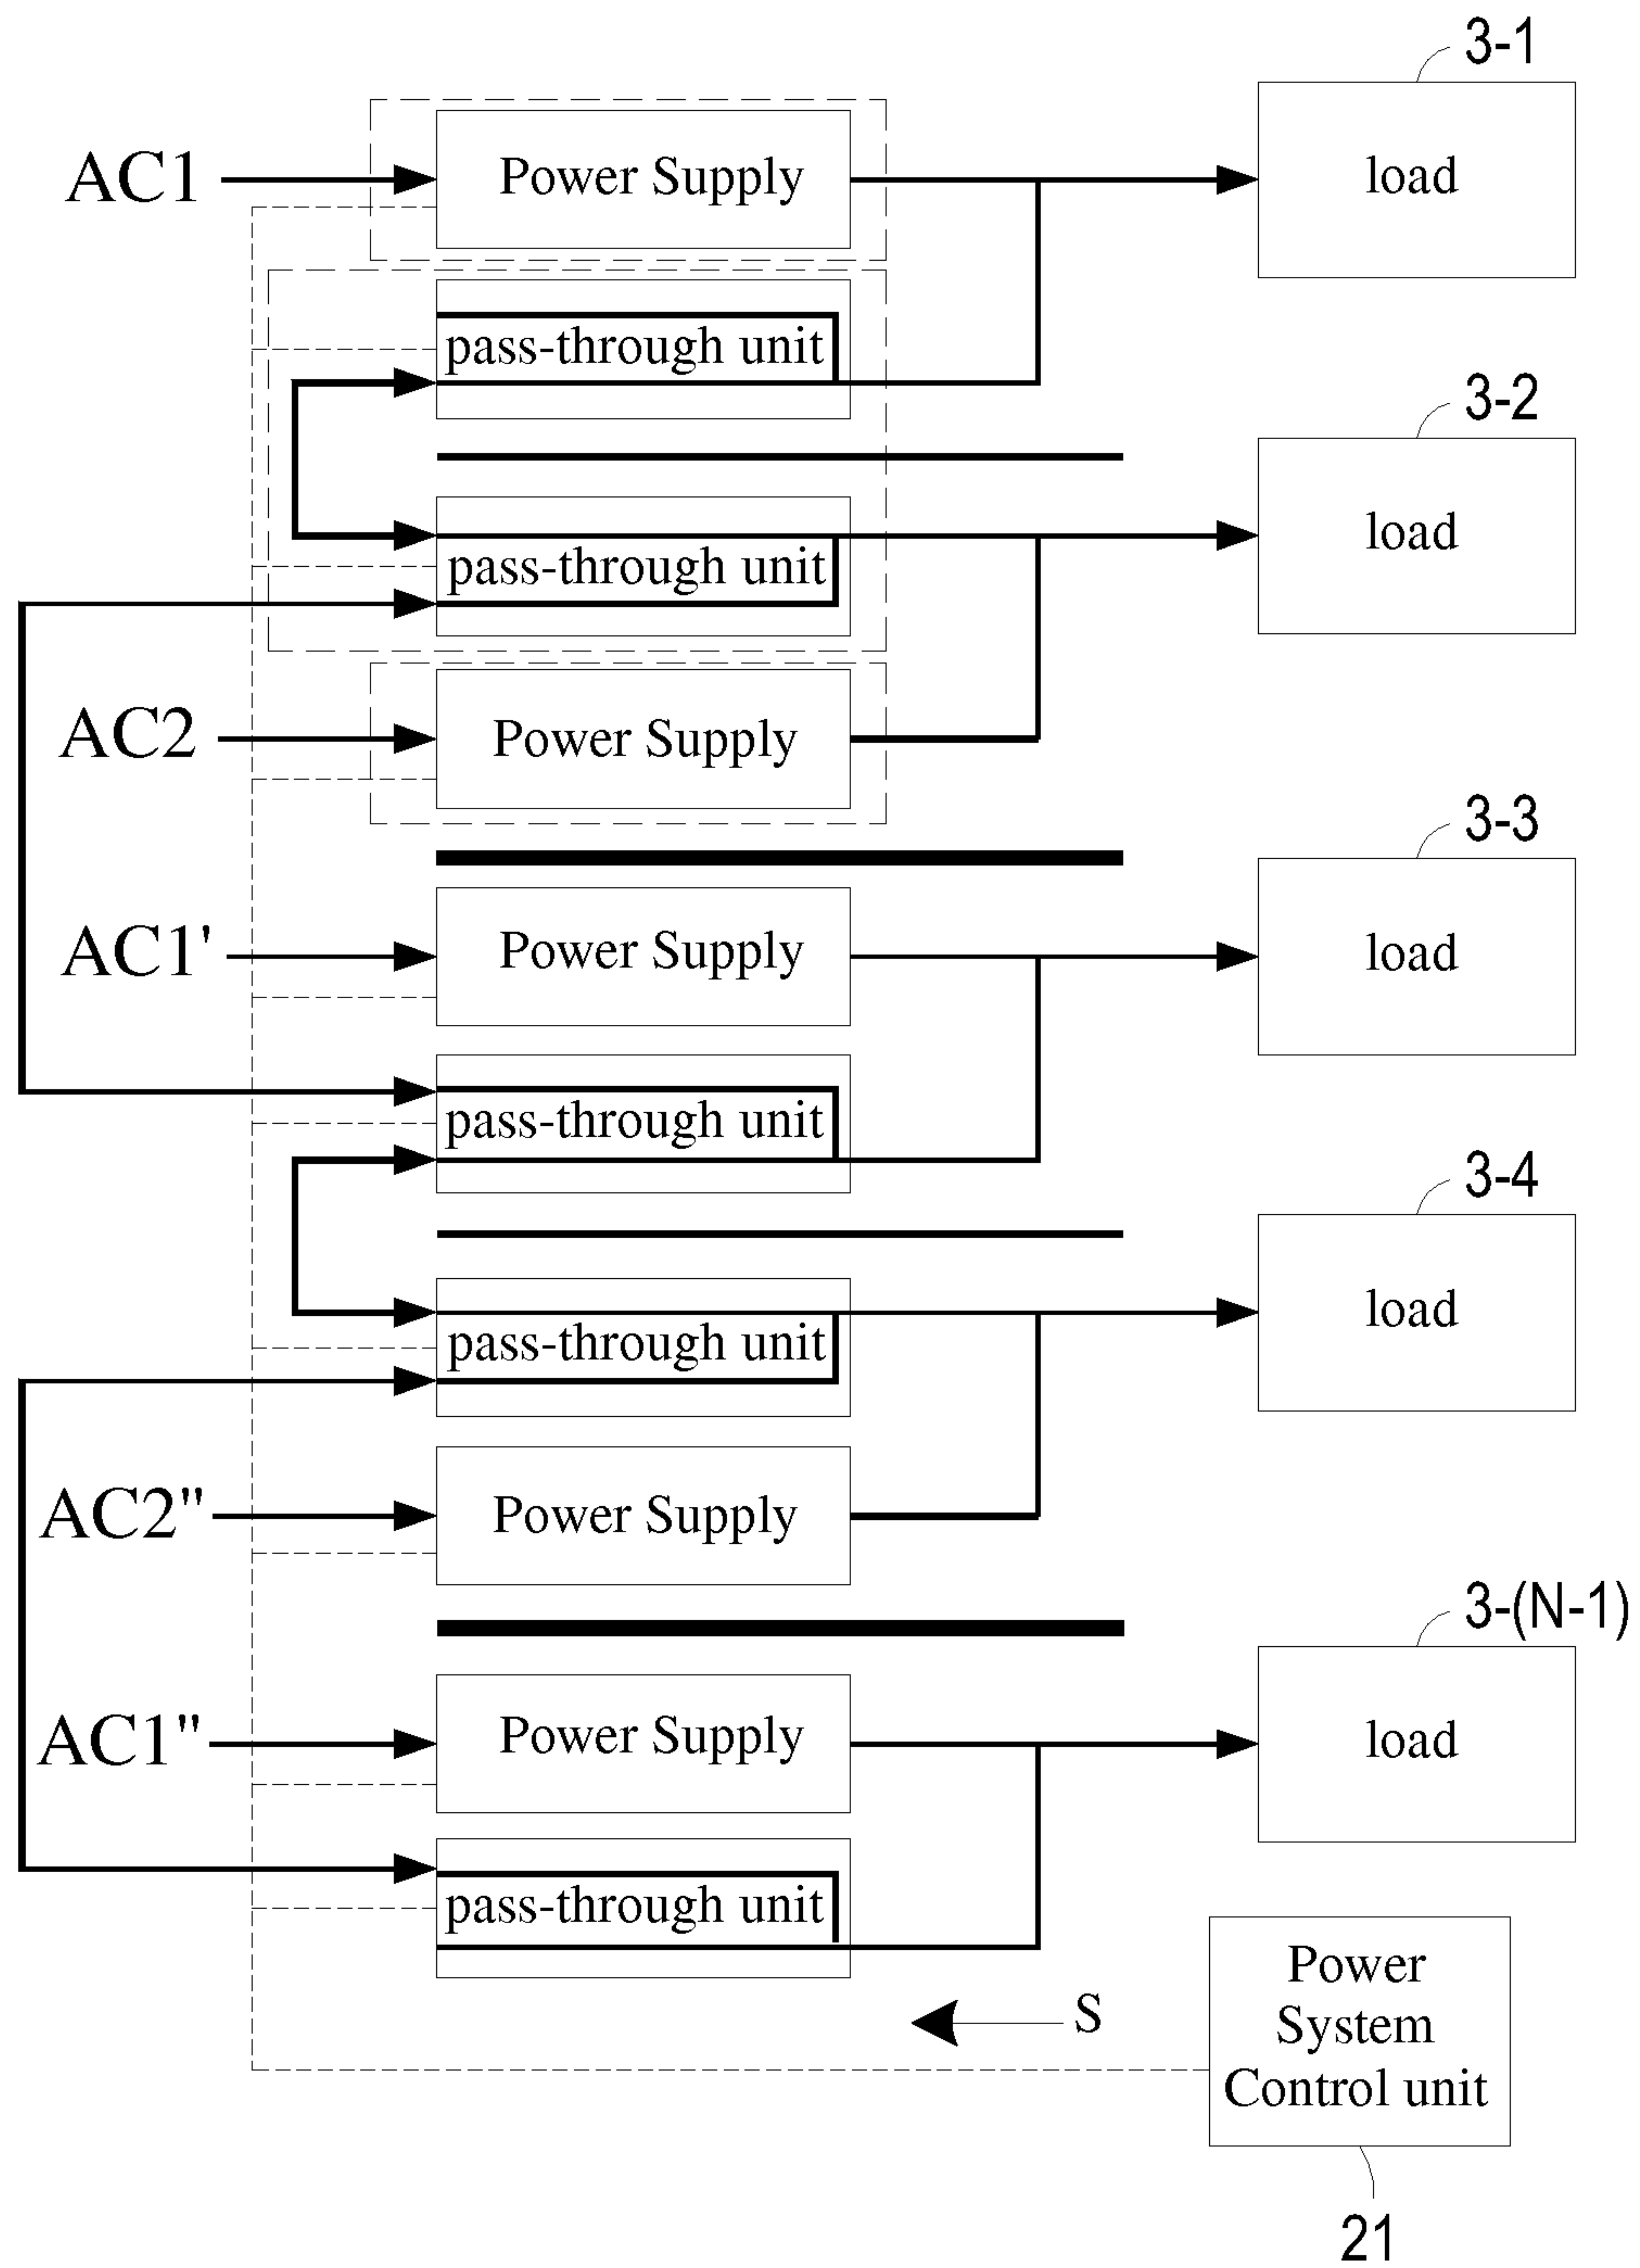 3-1
AC1
Power Supply
load
pass-through unit
3-2
load
pass-through unit
AC2
Power Supply
3-3
AC1'
Power Supply
load
pass-through unit
3-4
load
pass-through unit
AC2"
Power Supply
3-(N-1)
AC1"
Power Supply
load
pass-through unit
S
Power
System
Control unit
21